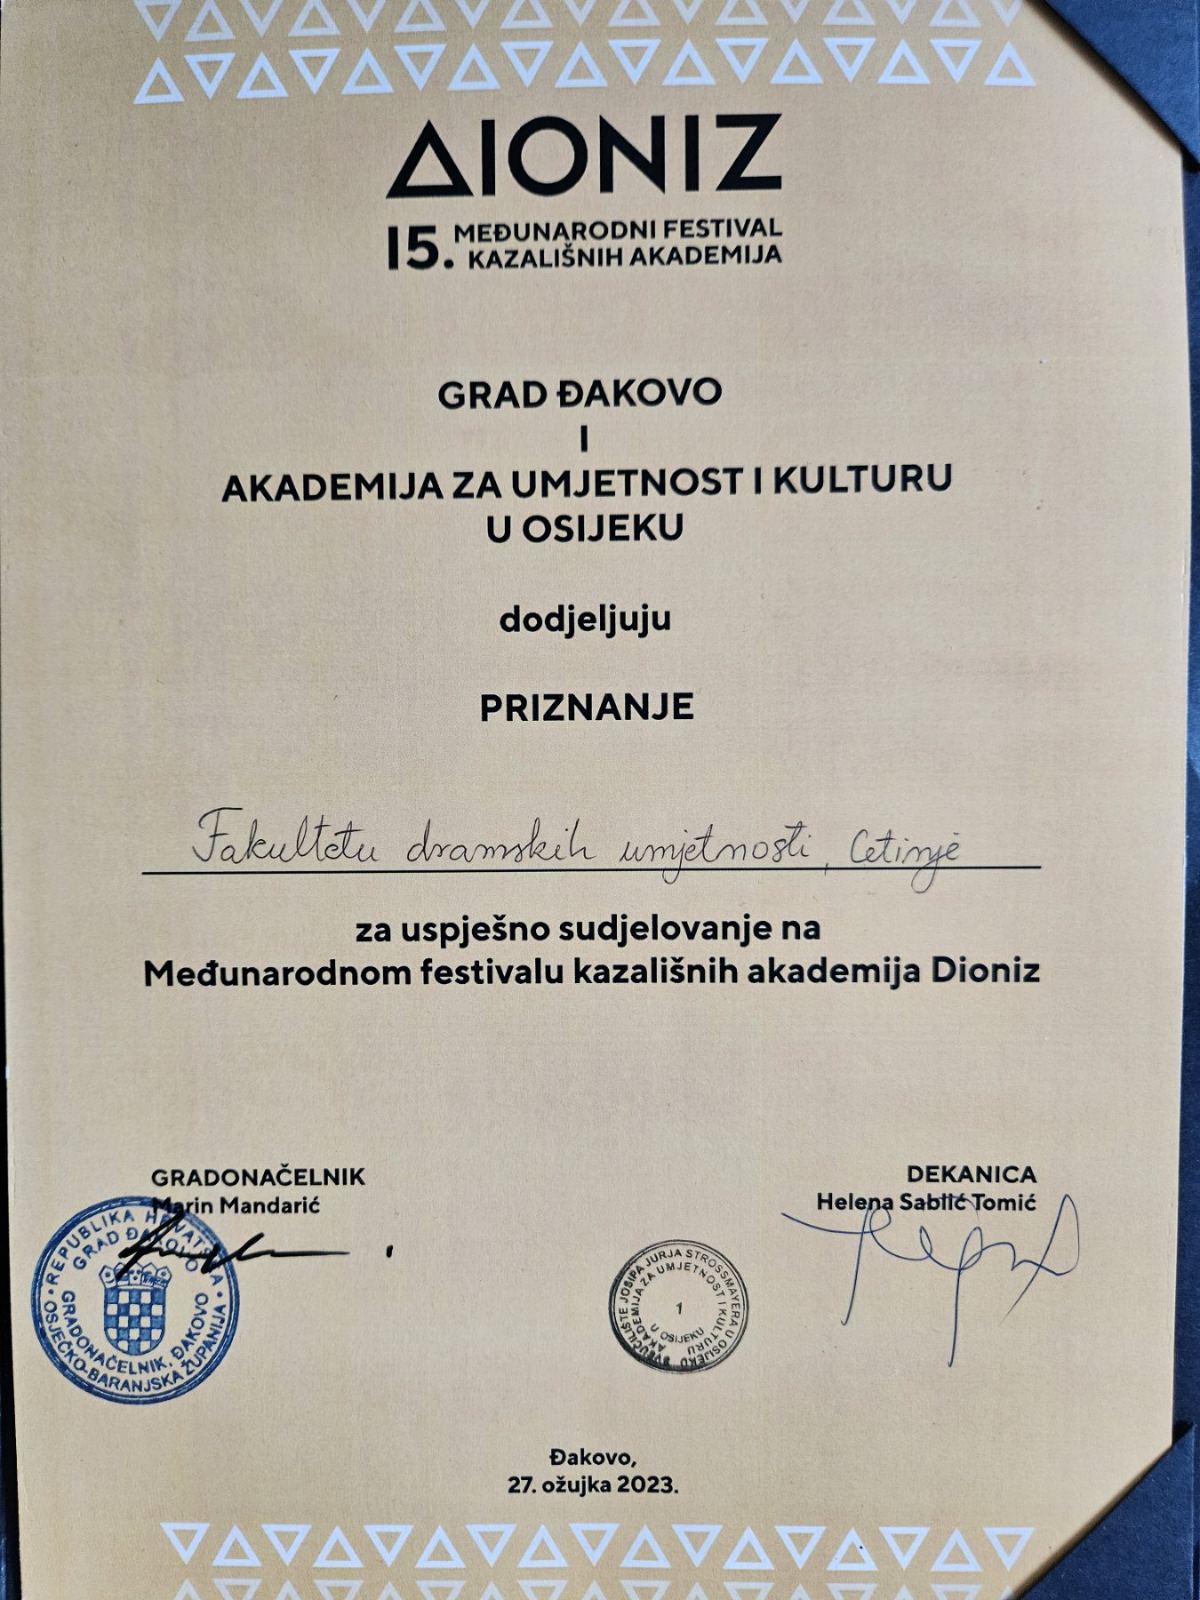 DIONIZ
15. MEĐUNARODNI FESTIVAL
KAZALIŠNIH AKADEMIJA
GRAD ĐAKOVO
I
AKADEMIJA ZA UMJETNOST I KULTURU
U OSIJEKU
dodjeljuju
PRIZNANJE
Fakultetu dramskih umjetnosti, Cetinje
za uspješno sudjelovanje na
Međunarodnom festivalu kazališnih akademija Dioniz
GRADONAČELNIK
Marin Mandarić
REPUBLIKA HRVATSKA
GRAD ĐAKOVO
GRADONAČELNIK, ĐAKOVO
OSJEČKO-BARANJSKA ŽUPANIJA
DEKANICA
Helena Sablić Tomić
SVEUČILIŠTE JOSIPA JURJA STROSSMAYERA U OSIJEKU
AKADEMIJA ZA UMJETNOST I KULTURU
U OSIJEKU
1
Đakovo,
27. ožujka 2023.